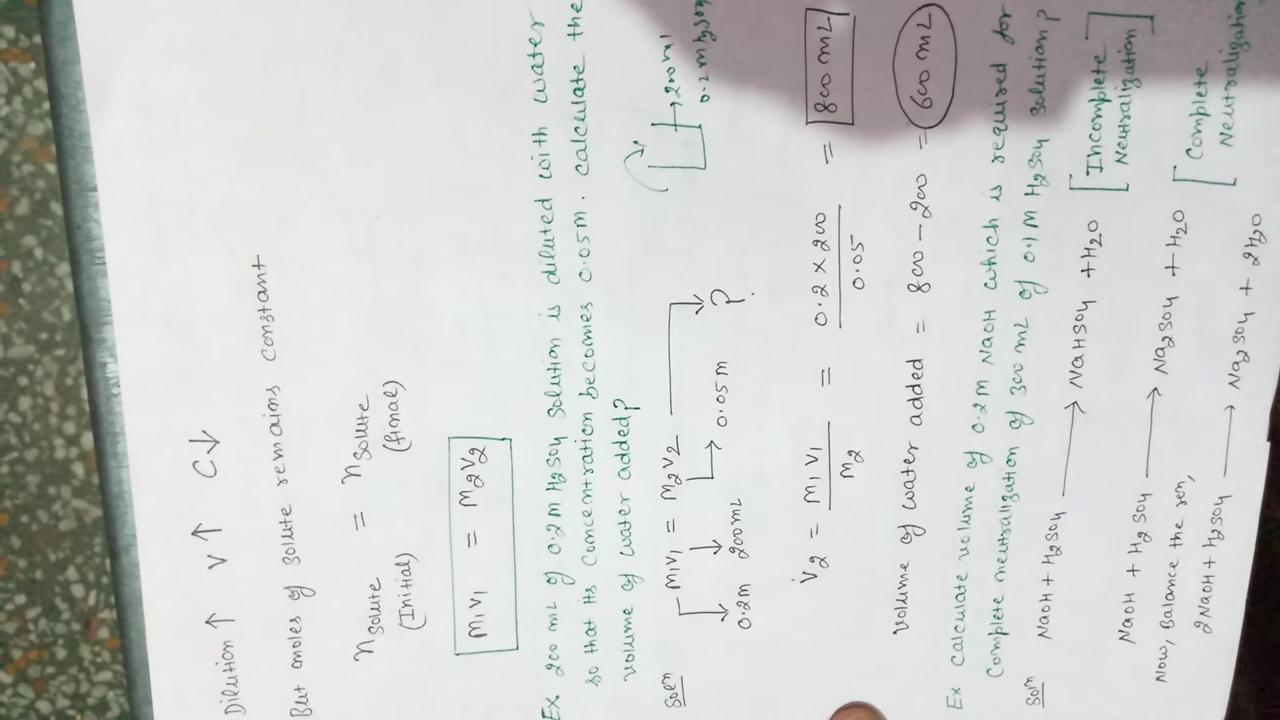 Dilution ↑ V ↑ C ↓
But moles of solute remains constant
n solute = n solute
(Initial) (final)
M1V1 = M2V2
Ex 200 mL of 0.2 M H2SO4 solution is diluted with water
so that its concentration becomes 0.05 M. calculate the
volume of water added?
→ 200 ml
0.2 M H2SO4
Soln M1V1 = M2V2
0.2m 200mL 0.05m ?
V2 = M1V1 / M2 = 0.2 × 200 / 0.05 = 800 mL
Volume of water added = 800 - 200 = 600 mL
Ex Calculate volume of 0.2 M NaOH which is required for
Complete neutralization of 300 mL of 0.1 M H2SO4 solution?
Soln NaOH + H2SO4 → NaHSO4 + H2O [Incomplete
Neutralization]
NaOH + H2SO4 → Na2SO4 + H2O
Now, Balance the rxn,
2NaOH + H2SO4 → Na2SO4 + 2H2O [Complete
Neutralization